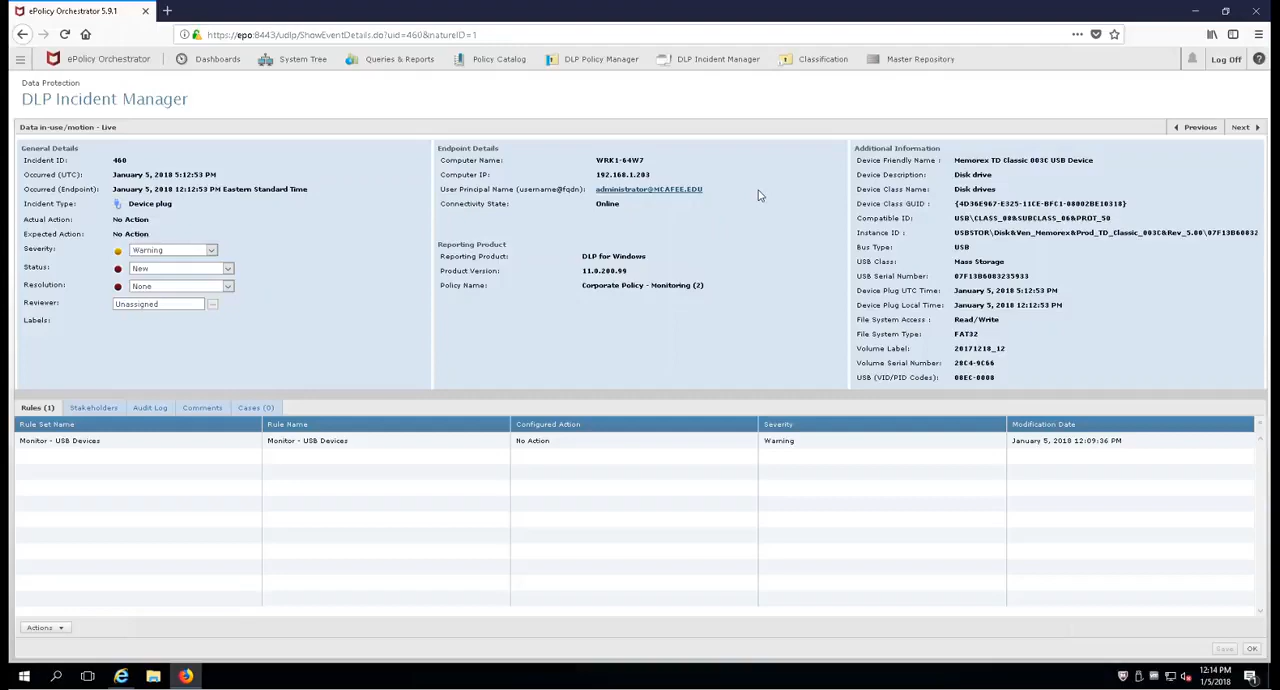 ePolicy Orchestrator 5.9.1
https://epo:8443/udlp/ShowEventDetails.do?uid=460&natureID=1
ePolicy Orchestrator Dashboards System Tree Queries & Reports Policy Catalog DLP Policy Manager DLP Incident Manager Classification Master Repository Log Off ?
Data Protection
DLP Incident Manager
Data in-use/motion - Live Previous Next
General Details
Incident ID: 460
Occurred (UTC): January 5, 2018 5:12:53 PM
Occurred (Endpoint): January 5, 2018 12:12:53 PM Eastern Standard Time
Incident Type: Device plug
Actual Action: No Action
Expected Action: No Action
Severity: Warning
Status: New
Resolution: None
Reviewer: Unassigned ...
Labels:
Endpoint Details
Computer Name: WRK1-64W7
Computer IP: 192.168.1.203
User Principal Name (username@fqdn): administrator@MCAFEE.EDU
Connectivity State: Online
Reporting Product
Reporting Product: DLP for Windows
Product Version: 11.0.200.99
Policy Name: Corporate Policy - Monitoring (2)
Additional Information
Device Friendly Name : Memorex TD Classic 003C USB Device
Device Description: Disk drive
Device Class Name: Disk drives
Device Class GUID : {4D36E967-E325-11CE-BFC1-08002BE10318}
Compatible ID: USB\CLASS_08&SUBCLASS_06&PROT_50
Instance ID : USBSTOR\Disk&Ven_Memorex&Prod_TD_Classic_003C&Rev_5.00\07F13B60832
Bus Type: USB
USB Class: Mass Storage
USB Serial Number: 07F13B6083235933
Device Plug UTC Time: January 5, 2018 5:12:53 PM
Device Plug Local Time: January 5, 2018 12:12:53 PM
File System Access : Read/Write
File System Type: FAT32
Volume Label: 20171218_12
Volume Serial Number: 28C4-9C66
USB (VID/PID Codes): 08EC-0008
Rules (1) Stakeholders Audit Log Comments Cases (0)
Rule Set Name Rule Name Configured Action Severity Modification Date
Monitor - USB Devices Monitor - USB Devices No Action Warning January 5, 2018 12:09:36 PM
Actions
Save OK
12:14 PM
1/5/2018